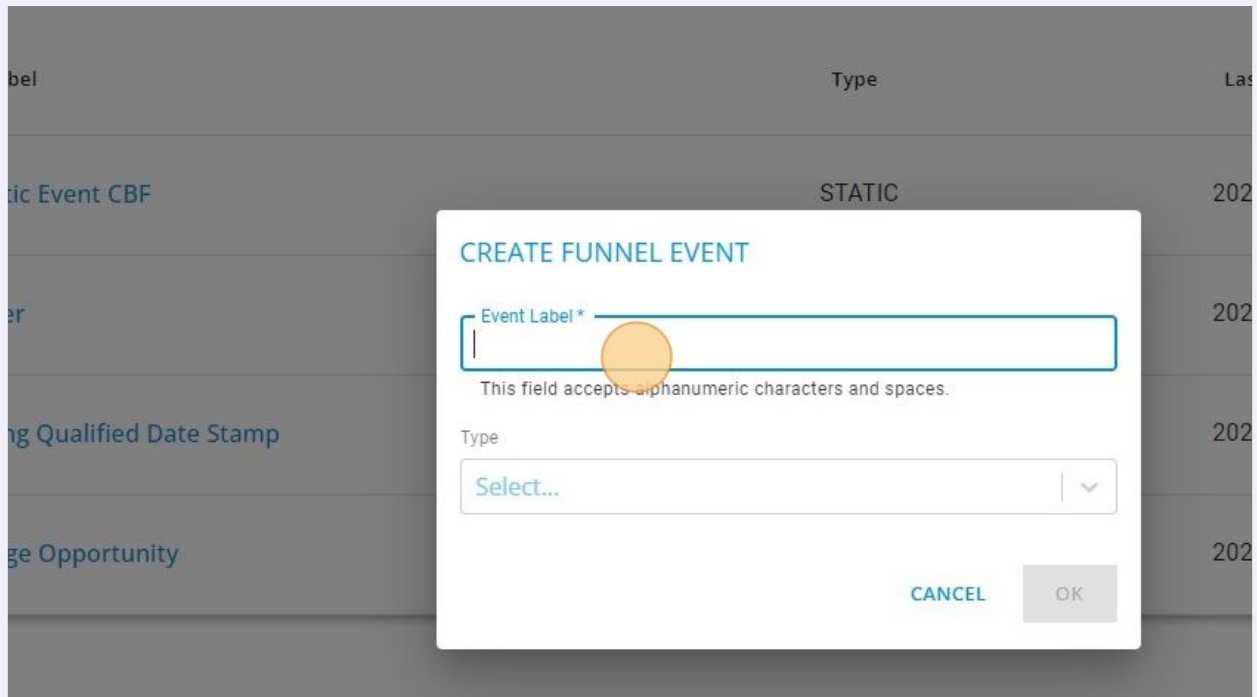 bel Type Las
tic Event CBF STATIC 202
CREATE FUNNEL EVENT
Event Label *
er 202
This field accepts alphanumeric characters and spaces.
ng Qualified Date Stamp 202
Type
Select...
ge Opportunity 202
CANCEL OK